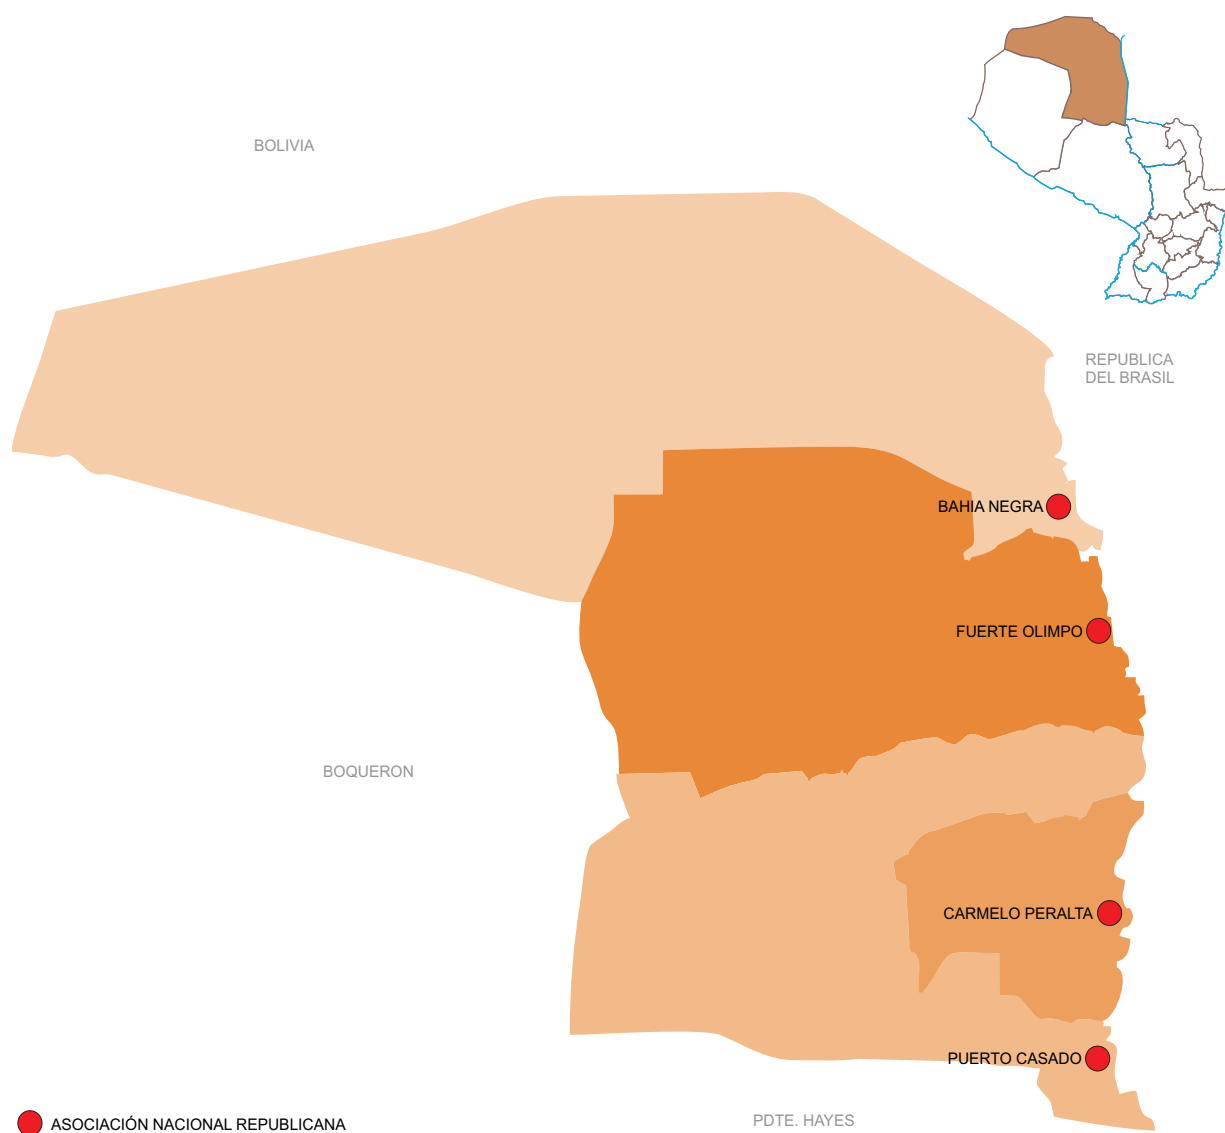 BOLIVIA
REPUBLICA
DEL BRASIL
BAHIA NEGRA
FUERTE OLIMPO
BOQUERON
CARMELO PERALTA
PUERTO CASADO
PDTE. HAYES
ASOCIACIÓN NACIONAL REPUBLICANA